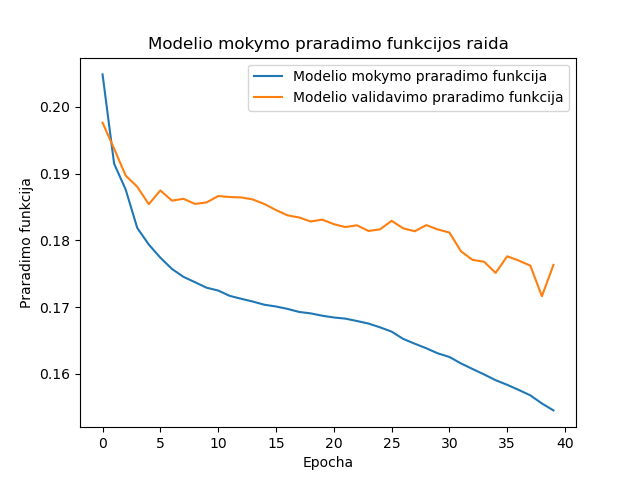 Modelio mokymo praradimo funkcijos raida
Modelio mokymo praradimo funkcija
Modelio validavimo praradimo funkcija
Praradimo funkcija
0.20
0.19
0.18
0.17
0.16
0 5 10 15 20 25 30 35 40
Epocha